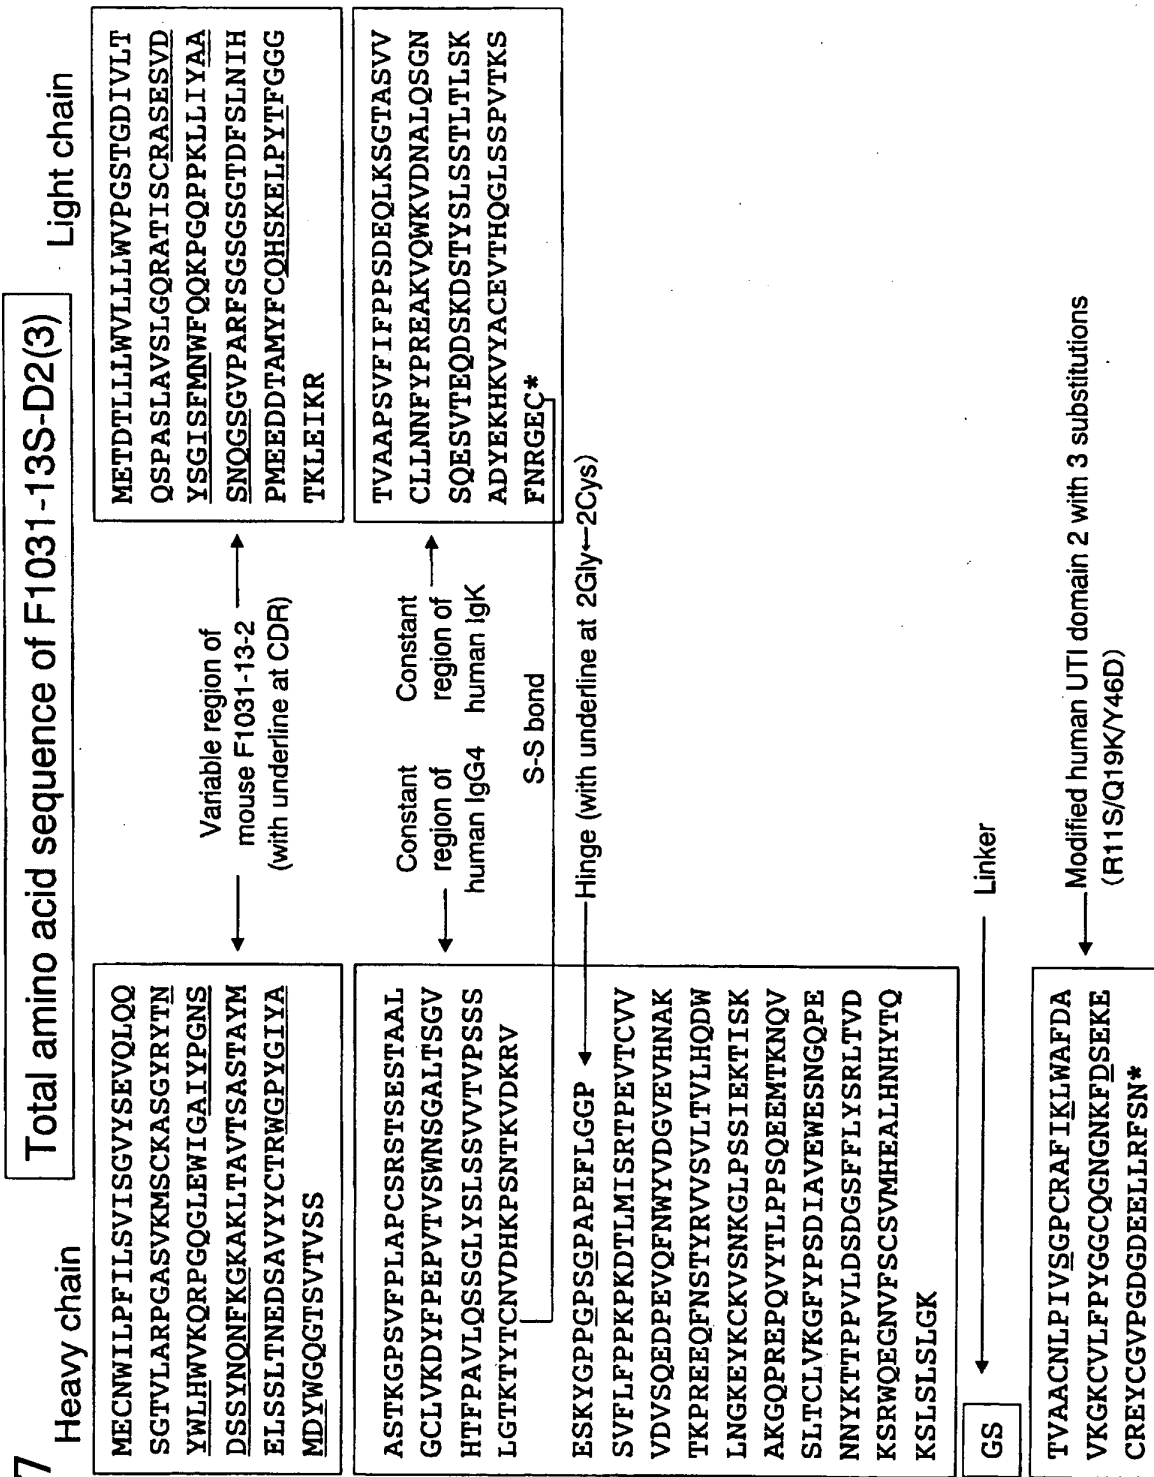 7
Total amino acid sequence of F1031-13S-D2(3)
Heavy chain
MECNWILPFILSVISGVYSEVQLQQ
SGTVLARPGASVKMSCKASGYRYTN
YWLHWVKQRPGQGLEWIGAIYPGNS
DSSYNQNFKGKAKLTAVTSASTAYM
ELSSLTNEDSAVYYCTRWGPYGIYA
MDYWGQGTSVTVSS
Variable region of
mouse F1031-13-2
(with underline at CDR)
Light chain
METDTLLLWVLLLWVPGSTGDIVLT
QSPASLAVSLGQRATISCRASESVD
YSGISFMNWFQQKPGQPPKLLIYAA
SNQGSGVPARFSGSGSGTDFSLNIH
PMEEDDTAMYFCQHSKELPYTFGGG
TKLEIKR
ASTKGPSVFPLAPCSRSTSESTAAL
GCLVKDYFPEPVTVSWNSGALTSGV
HTFPAVLQSSGLYSLSSVVTVPSSS
LGTKTYTCNVDHKPSNTKVDKRV
Constant
region of
human IgG4
Constant
region of
human IgK
TVAAPSVFIFPPSDEQLKSGTASVV
CLLNNFYPREAKVQWKVDNALQSGN
SQESVTEQDSKDSTYSLSSTLTLSK
ADYEKHKVYACEVTHQGLSSPVTKS
FNRGEC*
S-S bond
ESKYGPPGPSGPAPEFLGGP
Hinge (with underline at 2Gly←2Cys)
SVFLFPPKPKDTLMISRTPEVTCVV
VDVSQEDPEVQFNWYVDGVEVHNAK
TKPREEQFNSTYRVVSVLTVLHQDW
LNGKEYKCKVSNKGLPSSIEKTISK
AKGQPREPQVYTLPPSQEEMTKNQV
SLTCLVKGFYPSDIAVEWESNGQPE
NNYKTTPPVLDSDGSFFLYSRLTVD
KSRWQEGNVFSCSVMHEALHNHYTQ
KSLSLSLGK
GS
Linker
TVAACNLPIVSGPCRAFIKLWAFDA
VKGKCVLFPYGGCQGNGNKFDSEKE
CREYCGVPGDGDEELLRFSN*
Modified human UTI domain 2 with 3 substitutions
(R11S/Q19K/Y46D)